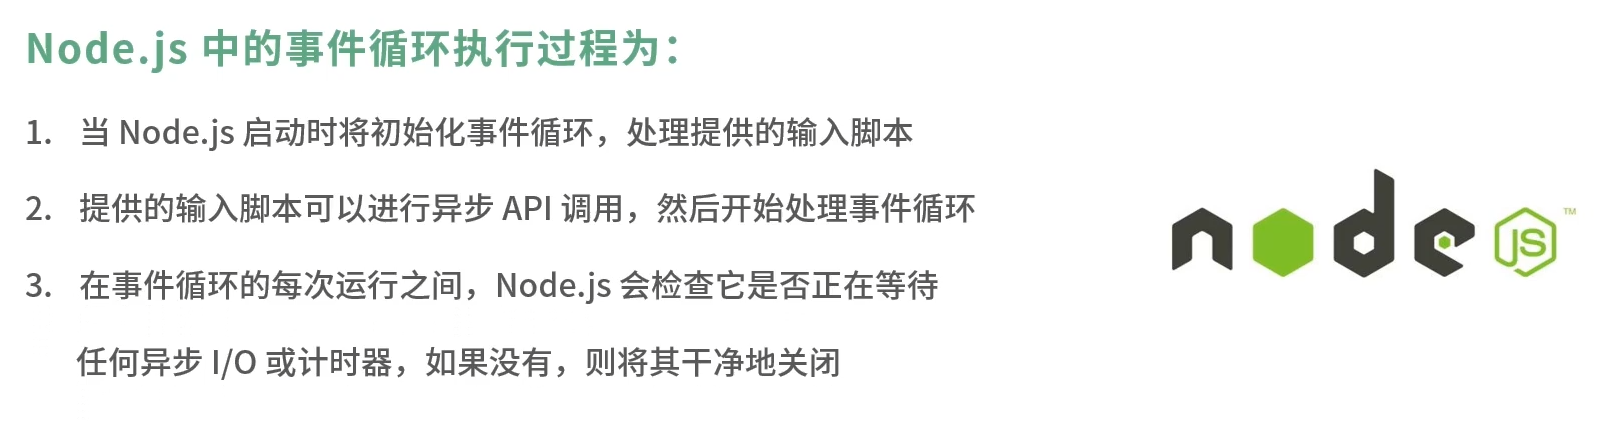 Node.js 中的事件循环执行过程为：
1. 当 Node.js 启动时将初始化事件循环，处理提供的输入脚本
2. 提供的输入脚本可以进行异步 API 调用，然后开始处理事件循环
3. 在事件循环的每次运行之间，Node.js 会检查它是否正在等待
任何异步 I/O 或计时器，如果没有，则将其干净地关闭
node JS™